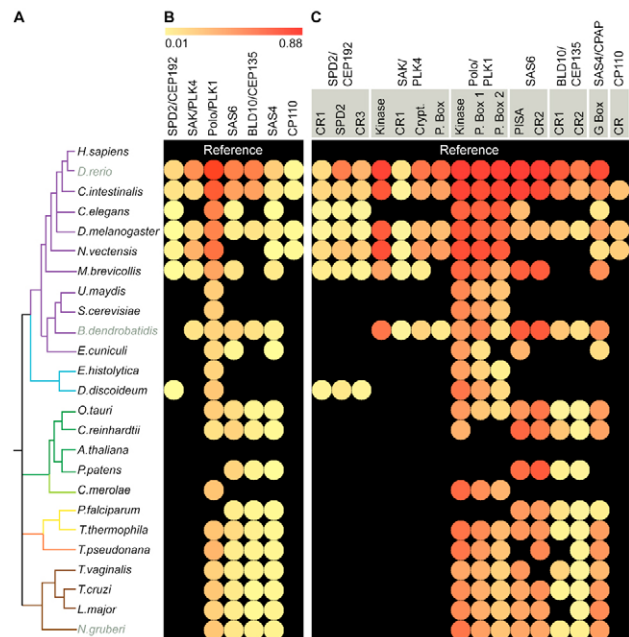 A
B
C
0.01
0.88
SPD2/CEP192
SAK/PLK4
Polo/PLK1
SAS6
BLD10/CEP135
SAS4
CP110
SPD2/
CEP192
SAK/
PLK4
Polo/
PLK1
SAS6
BLD10/
CEP135
SAS4/CPAP
CP110
CR1
SPD2
CR3
Kinase
CR1
Crypt.
P. Box
Kinase
P. Box 1
P. Box 2
PISA
CR2
CR1
CR2
G Box
CR
H.sapiens
Reference
Reference
D.rerio
C.intestinalis
C.elegans
D.melanogaster
N.vectensis
M.brevicollis
U.maydis
S.cerevisiae
B.dendrobatidis
E.cuniculi
E.histolytica
D.discoideum
O.tauri
C.reinhardtii
A.thaliana
P.patens
C.merolae
P.falciparum
T.thermophila
T.pseudonana
T.vaginalis
T.cruzi
L.major
N.gruberi